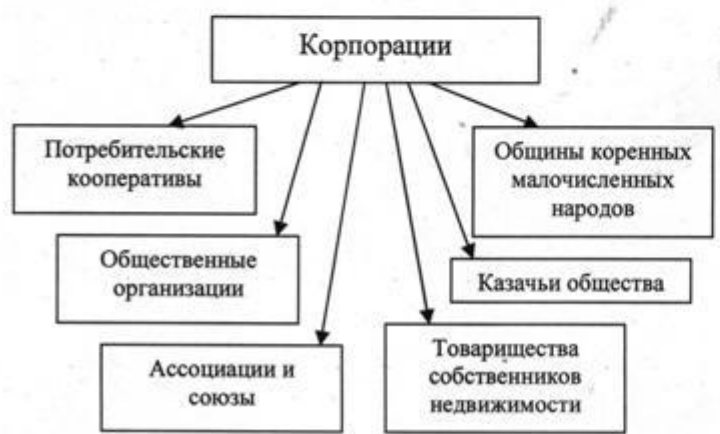 Корпорации
Потребительские
кооперативы
Общины коренных
малочисленных
народов
Общественные
организации
Казачьи общества
Ассоциации и
союзы
Товарищества
собственников
недвижимости